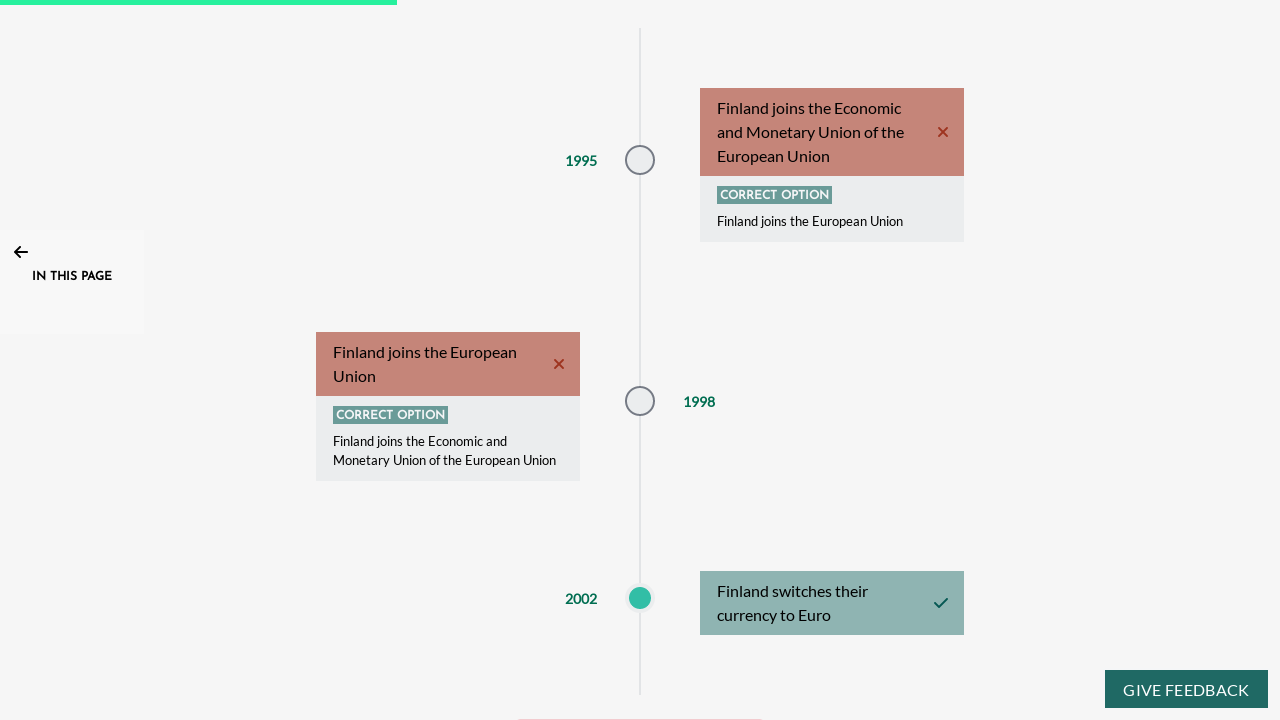 Finland joins the Economic
and Monetary Union of the
European Union
1995
CORRECT OPTION
Finland joins the European Union
IN THIS PAGE
Finland joins the European
Union
1998
CORRECT OPTION
Finland joins the Economic and
Monetary Union of the European Union
2002
Finland switches their
currency to Euro
GIVE FEEDBACK